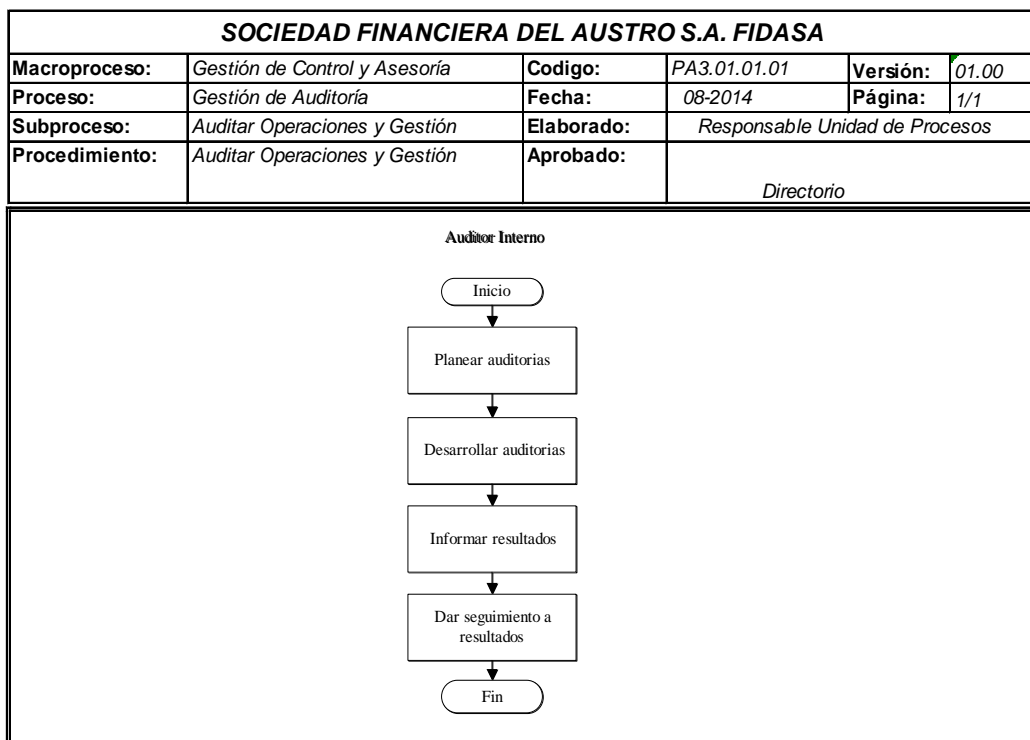 SOCIEDAD FINANCIERA DEL AUSTRO S.A. FIDASA
Macroproceso: Gestión de Control y Asesoría Codigo: PA3.01.01.01 Versión: 01.00
Proceso: Gestión de Auditoría Fecha: 08-2014 Página: 1/1
Subproceso: Auditar Operaciones y Gestión Elaborado: Responsable Unidad de Procesos
Procedimiento: Auditar Operaciones y Gestión Aprobado:
Directorio
Auditor Interno
Inicio
Planear auditorias
Desarrollar auditorias
Informar resultados
Dar seguimiento a
resultados
Fin